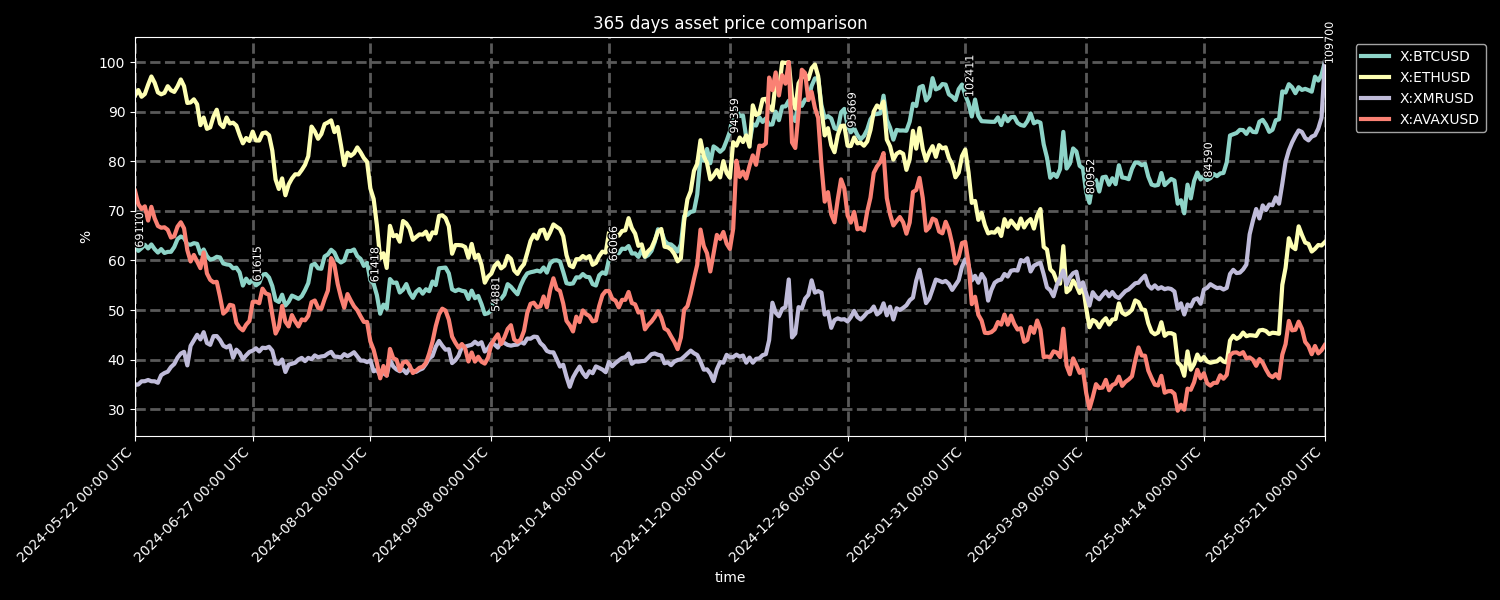 365 days asset price comparison
X:BTCUSD
X:ETHUSD
X:XMRUSD
X:AVAXUSD
100
90
80
70
60
50
40
30
%
69110
61615
61418
54881
66066
94359
95669
102411
80952
84590
109700
2024-05-22 00:00 UTC
2024-06-27 00:00 UTC
2024-08-02 00:00 UTC
2024-09-08 00:00 UTC
2024-10-14 00:00 UTC
2024-11-20 00:00 UTC
2024-12-26 00:00 UTC
2025-01-31 00:00 UTC
2025-03-09 00:00 UTC
2025-04-14 00:00 UTC
2025-05-21 00:00 UTC
time